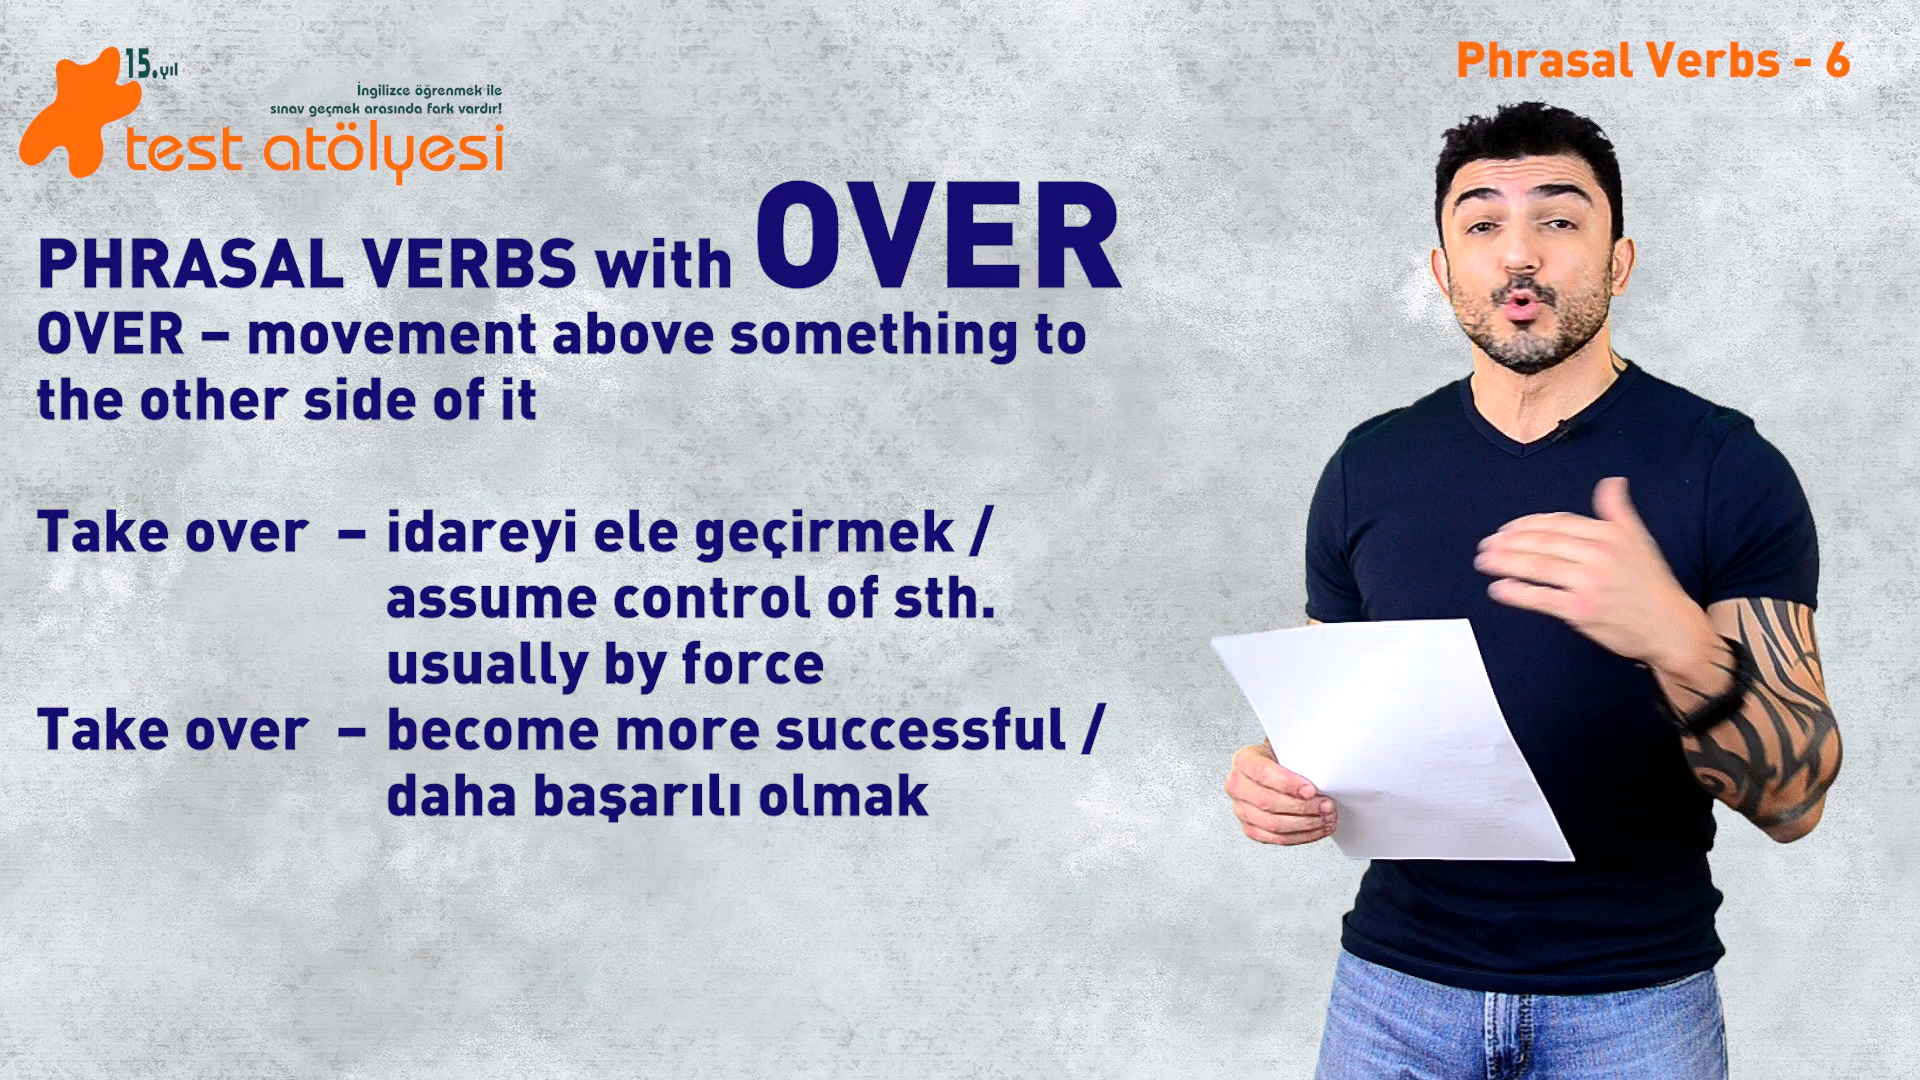 15.yıl
İngilizce öğrenmek ile
sınav geçmek arasında fark vardır!
test atölyesi
Phrasal Verbs - 6
PHRASAL VERBS with OVER
OVER – movement above something to
the other side of it
Take over – idareyi ele geçirmek /
assume control of sth.
usually by force
Take over – become more successful /
daha başarılı olmak